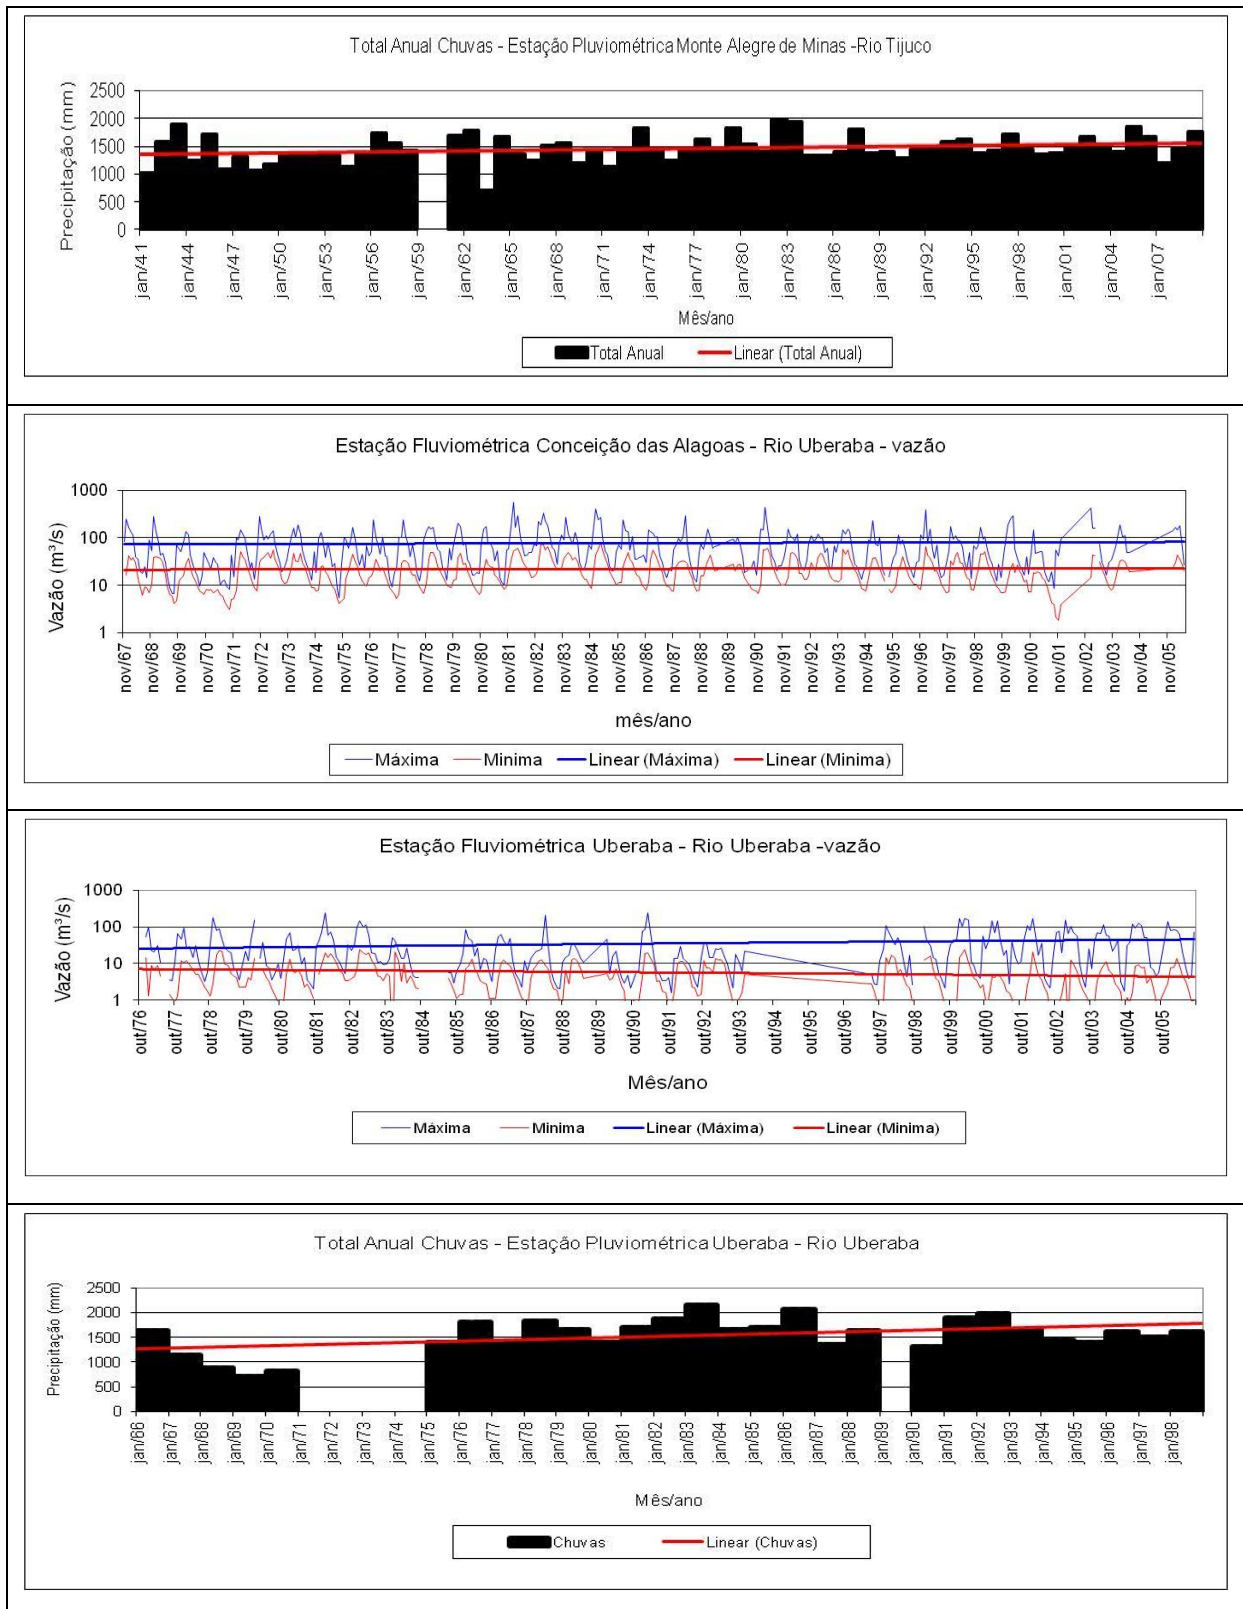 Total Anual Chuvas - Estação Pluviométrica Monte Alegre de Minas -Rio Tijuco
Precipitação (mm)
2500
2000
1500
1000
500
0
jan/41 jan/44 jan/47 jan/50 jan/53 jan/56 jan/59 jan/62 jan/65 jan/68 jan/71 jan/74 jan/77 jan/80 jan/83 jan/86 jan/89 jan/92 jan/95 jan/98 jan/01 jan/04 jan/07
Mês/ano
Total Anual Linear (Total Anual)
Estação Fluviométrica Conceição das Alagoas - Rio Uberaba - vazão
Vazão (m³/s)
1000
100
10
1
nov/67 nov/68 nov/69 nov/70 nov/71 nov/72 nov/73 nov/74 nov/75 nov/76 nov/77 nov/78 nov/79 nov/80 nov/81 nov/82 nov/83 nov/84 nov/85 nov/86 nov/87 nov/88 nov/89 nov/90 nov/91 nov/92 nov/93 nov/94 nov/95 nov/96 nov/97 nov/98 nov/99 nov/00 nov/01 nov/02 nov/03 nov/04 nov/05
mês/ano
Máxima Minima Linear (Máxima) Linear (Minima)
Estação Fluviométrica Uberaba - Rio Uberaba -vazão
Vazão (m³/s)
1000
100
10
1
out/76 out/77 out/78 out/79 out/80 out/81 out/82 out/83 out/84 out/85 out/86 out/87 out/88 out/89 out/90 out/91 out/92 out/93 out/94 out/95 out/96 out/97 out/98 out/99 out/00 out/01 out/02 out/03 out/04 out/05
Mês/ano
Máxima Minima Linear (Máxima) Linear (Minima)
Total Anual Chuvas - Estação Pluviométrica Uberaba - Rio Uberaba
Precipitação (mm)
2500
2000
1500
1000
500
0
jan/66 jan/67 jan/68 jan/69 jan/70 jan/71 jan/72 jan/73 jan/74 jan/75 jan/76 jan/77 jan/78 jan/79 jan/80 jan/81 jan/82 jan/83 jan/84 jan/85 jan/86 jan/87 jan/88 jan/89 jan/90 jan/91 jan/92 jan/93 jan/94 jan/95 jan/96 jan/97 jan/98
Mês/ano
Chuvas Linear (Chuvas)